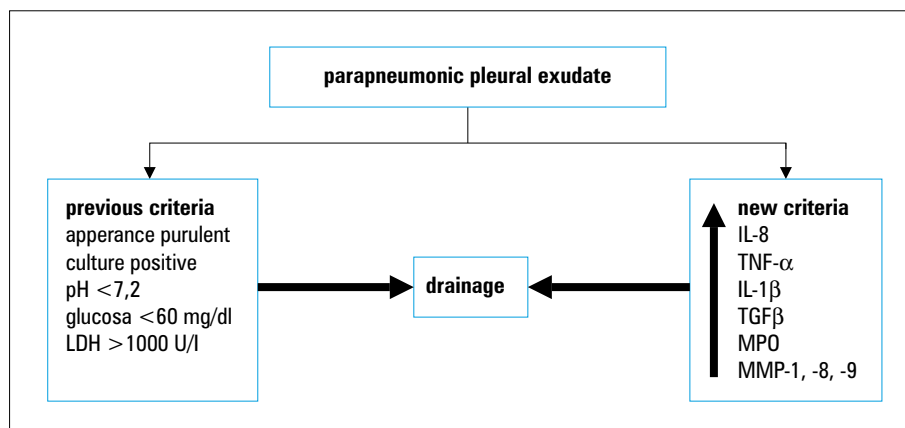 parapneumonic pleural exudate
previous criteria
apperance purulent
culture positive
pH <7,2
glucosa <60 mg/dl
LDH >1000 U/l
drainage
new criteria
IL-8
TNF-α
IL-1β
TGFβ
MPO
MMP-1, -8, -9